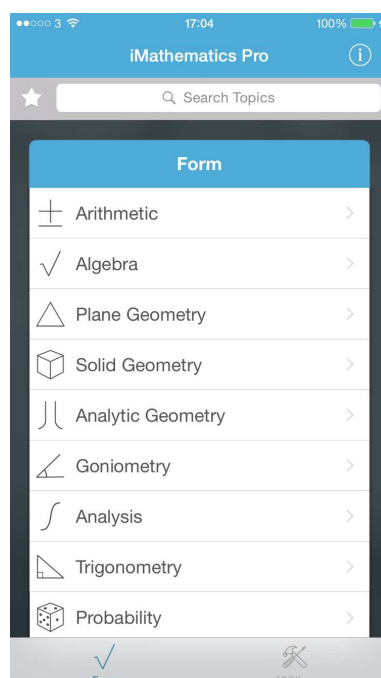 3 17:04 100%
iMathematics Pro
Search Topics
Form
Arithmetic
Algebra
Plane Geometry
Solid Geometry
Analytic Geometry
Goniometry
Analysis
Trigonometry
Probability